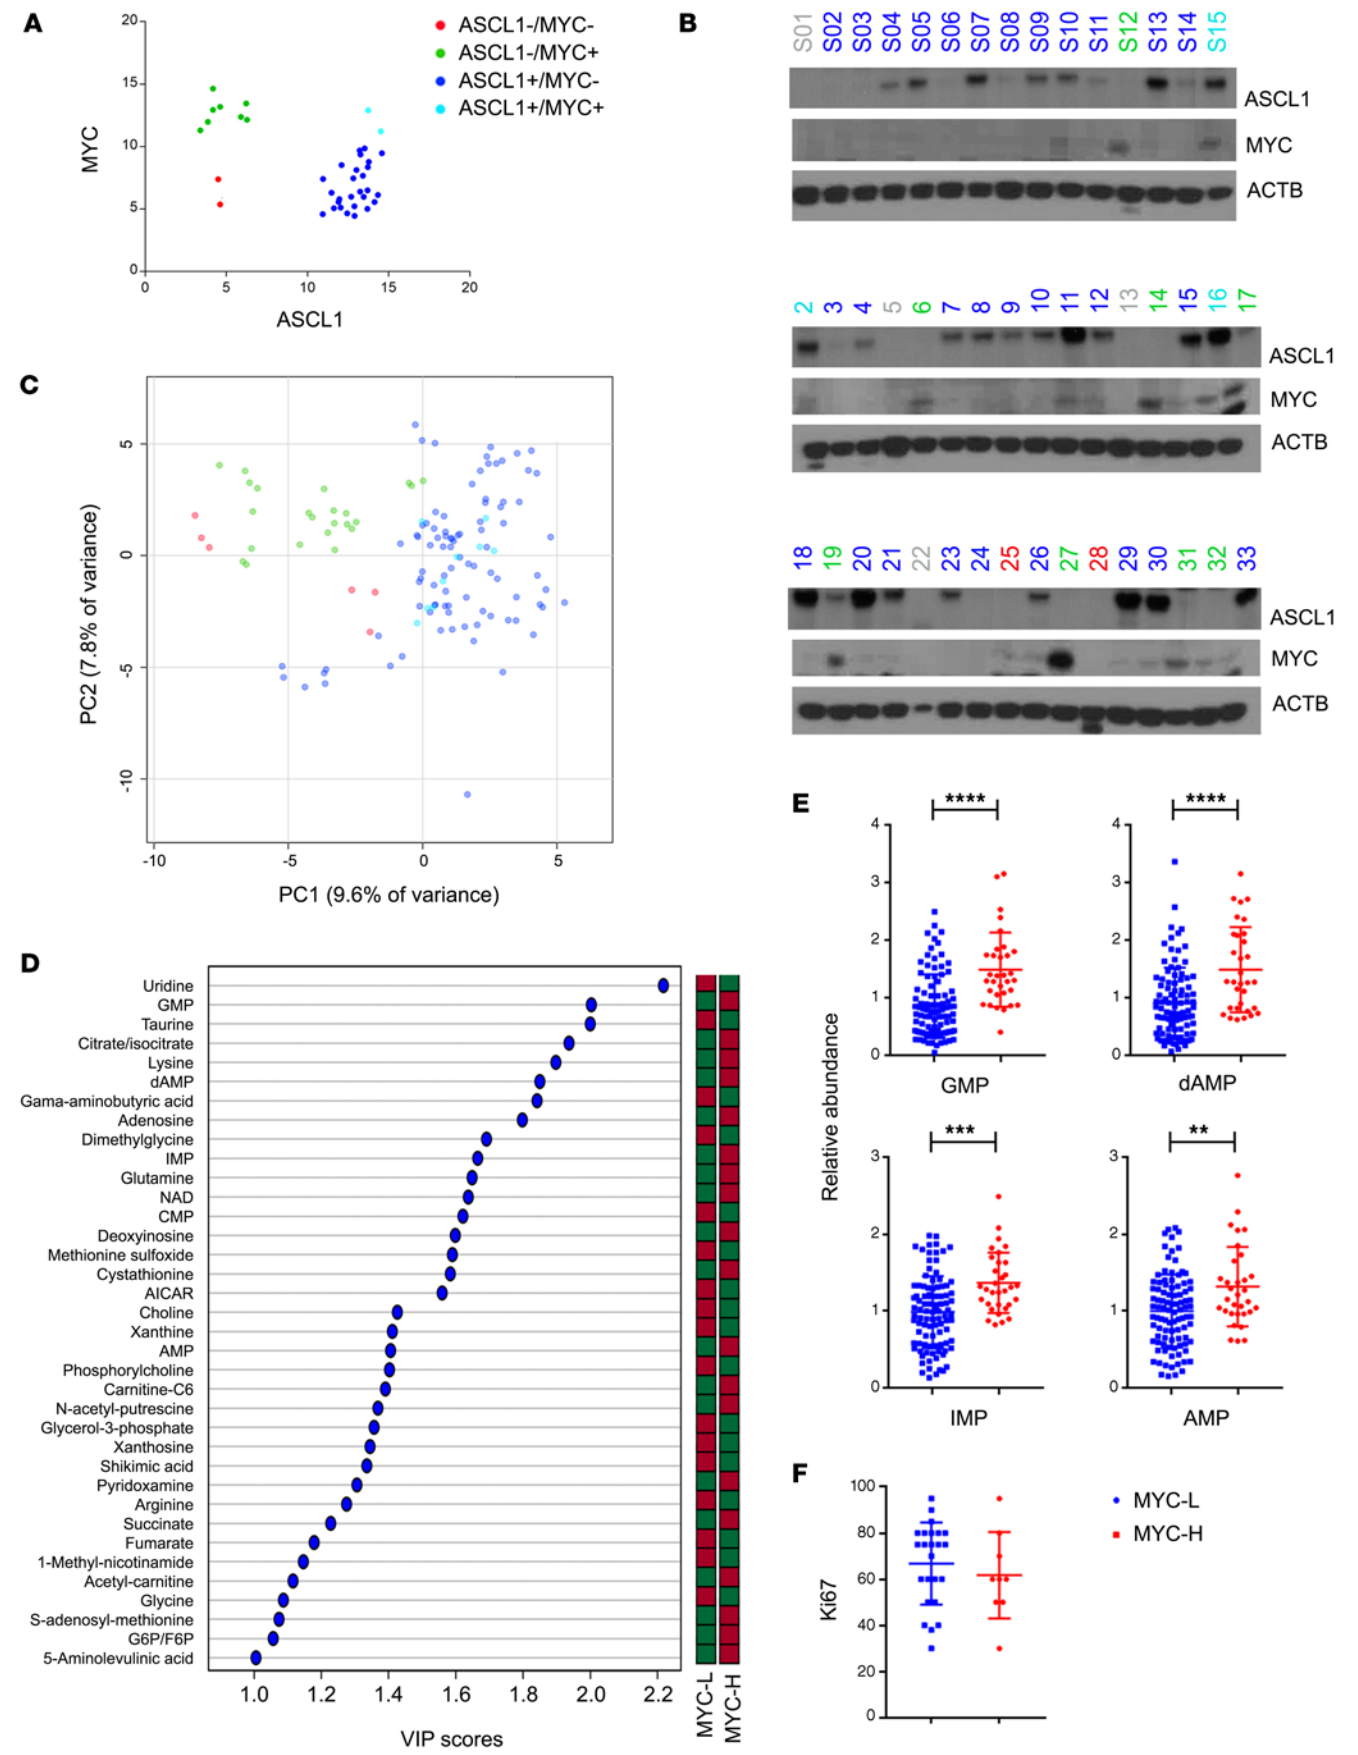 A
20
15
10
5
0
0 5 10 15 20
MYC
ASCL1
ASCL1-/MYC-
ASCL1-/MYC+
ASCL1+/MYC-
ASCL1+/MYC+
B
S01 S02 S03 S04 S05 S06 S07 S08 S09 S10 S11 S12 S13 S14 S15
ASCL1
MYC
ACTB
2 3 4 5 6 7 8 9 10 11 12 13 14 15 16 17
ASCL1
MYC
ACTB
18 19 20 21 22 23 24 25 26 27 28 29 30 31 32 33
ASCL1
MYC
ACTB
C
5
0
-5
-10
-10 -5 0 5
PC2 (7.8% of variance)
PC1 (9.6% of variance)
D
Uridine
GMP
Taurine
Citrate/isocitrate
Lysine
dAMP
Gama-aminobutyric acid
Adenosine
Dimethylglycine
IMP
Glutamine
NAD
CMP
Deoxyinosine
Methionine sulfoxide
Cystathionine
AICAR
Choline
Xanthine
AMP
Phosphorylcholine
Carnitine-C6
N-acetyl-putrescine
Glycerol-3-phosphate
Xanthosine
Shikimic acid
Pyridoxamine
Arginine
Succinate
Fumarate
1-Methyl-nicotinamide
Acetyl-carnitine
Glycine
S-adenosyl-methionine
G6P/F6P
5-Aminolevulinic acid
1.0 1.2 1.4 1.6 1.8 2.0 2.2
VIP scores
MYC-L
MYC-H
E
Relative abundance
****
4
3
2
1
0
GMP
****
4
3
2
1
0
dAMP
***
3
2
1
0
IMP
**
3
2
1
0
AMP
F
100
80
60
40
20
0
Ki67
MYC-L
MYC-H